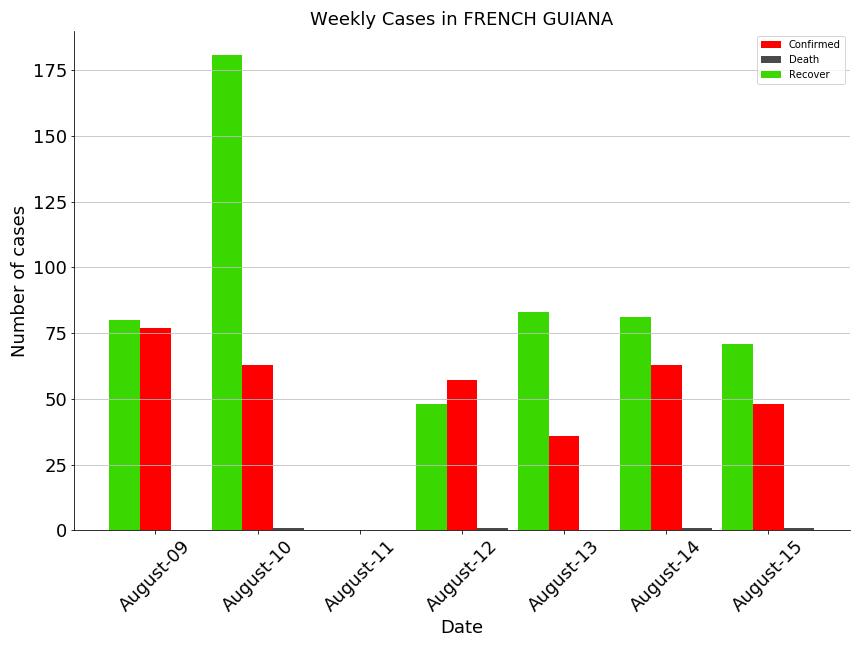 Weekly Cases in FRENCH GUIANA
Confirmed
Death
Recover
Number of cases
175
150
125
100
75
50
25
0
August-09
August-10
August-11
August-12
August-13
August-14
August-15
Date